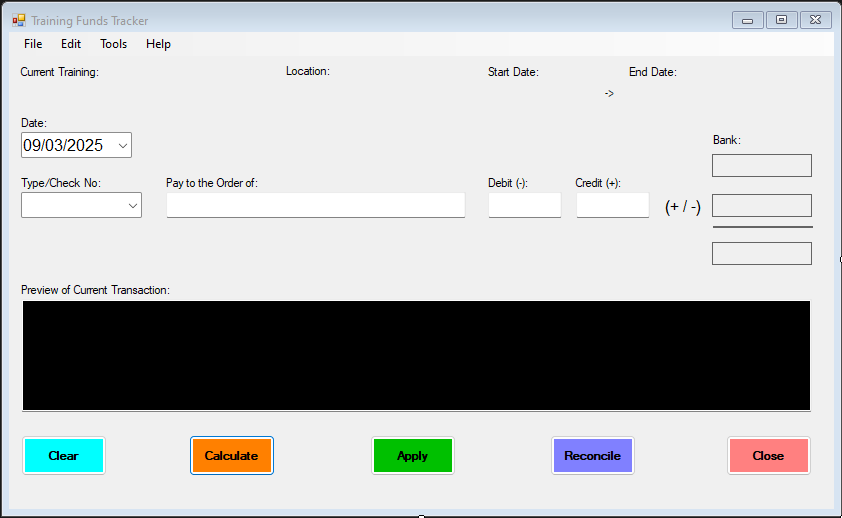 Training Funds Tracker
File Edit Tools Help
Current Training: Location: Start Date: End Date:
->
Date:
09/03/2025
Bank:
Type/Check No: Pay to the Order of: Debit (-): Credit (+):
(+ / -)
Preview of Current Transaction:
Clear Calculate Apply Reconcile Close